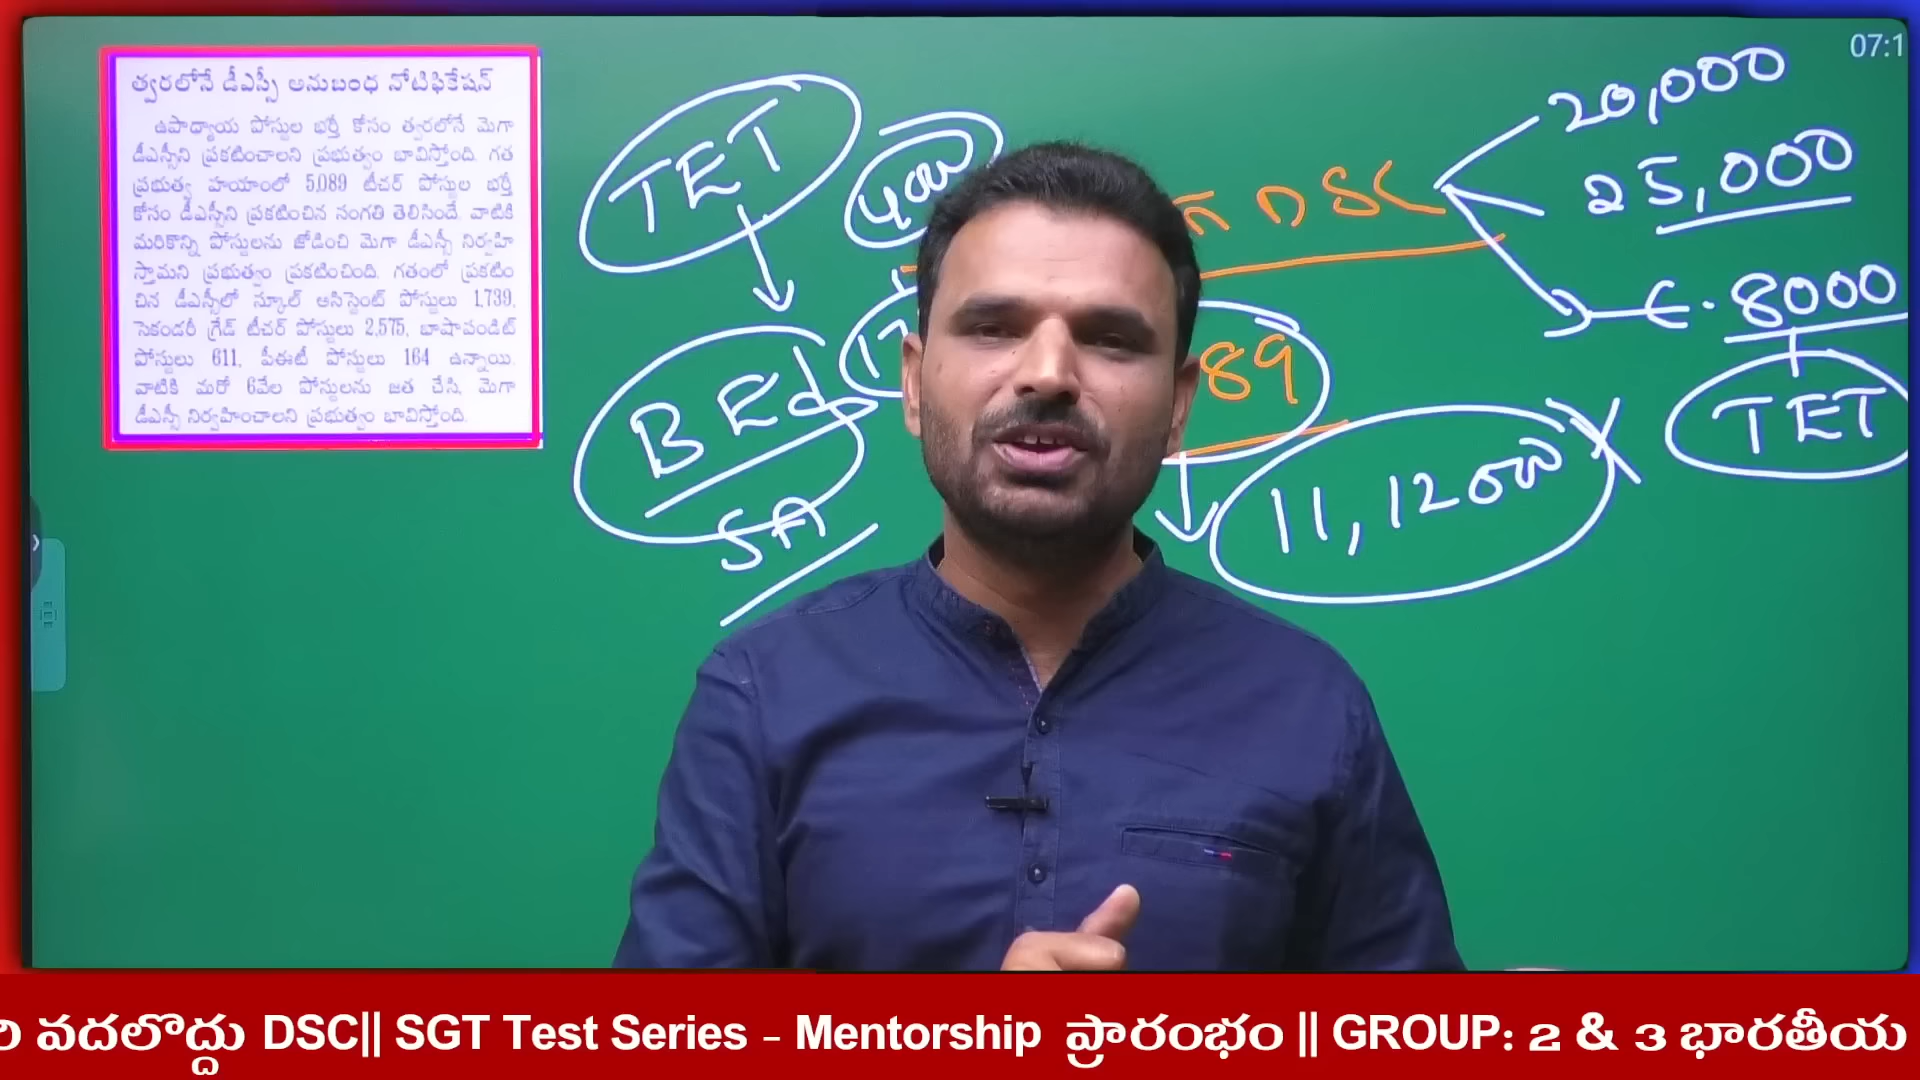 త్వరలోనే డీఎస్సీ అనుబంధ నోటిఫికేషన్
ఉపాధ్యాయ పోస్టుల భర్తీ కోసం త్వరలోనే మెగా
డీఎస్సీని ప్రకటించాలని ప్రభుత్వం భావిస్తోంది. గత
ప్రభుత్వ హయాంలో 5,089 టీచర్ పోస్టుల భర్తీ
కోసం డీఎస్సీని ప్రకటించిన సంగతి తెలిసిందే. వాటికి
మరికొన్ని పోస్టులను జోడించి మెగా డీఎస్సీ నిర్వహి
స్తామని ప్రభుత్వం ప్రకటించింది. గతంలో ప్రకటిం
చిన డీఎస్సీలో స్కూల్ అసిస్టెంట్ పోస్టులు 1,739,
సెకండరీ గ్రేడ్ టీచర్ పోస్టులు 2,575, బాషాపండిట్
పోస్టులు 611, పీఈటీ పోస్టులు 164 ఉన్నాయి.
వాటికి మరో 6వేల పోస్టులను జత చేసి, మెగా
డీఎస్సీ నిర్వహించాలని ప్రభుత్వం భావిస్తోంది.
TET
BEd
SA
DSC
89
20,000
25,000
8000
TET
07:1
వదలొద్దు DSC|| SGT Test Series - Mentorship ప్రారంభం || GROUP: 2 & 3 భారతీయ